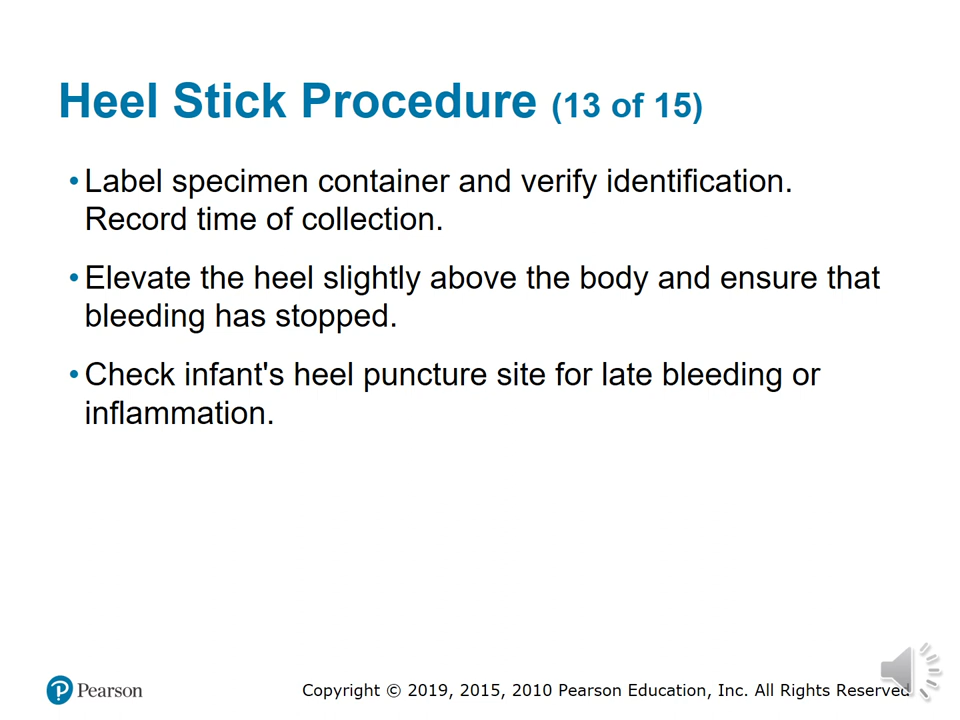 Heel Stick Procedure (13 of 15)
• Label specimen container and verify identification.
Record time of collection.
• Elevate the heel slightly above the body and ensure that
bleeding has stopped.
• Check infant's heel puncture site for late bleeding or
inflammation.
Pearson
Copyright © 2019, 2015, 2010 Pearson Education, Inc. All Rights Reserved